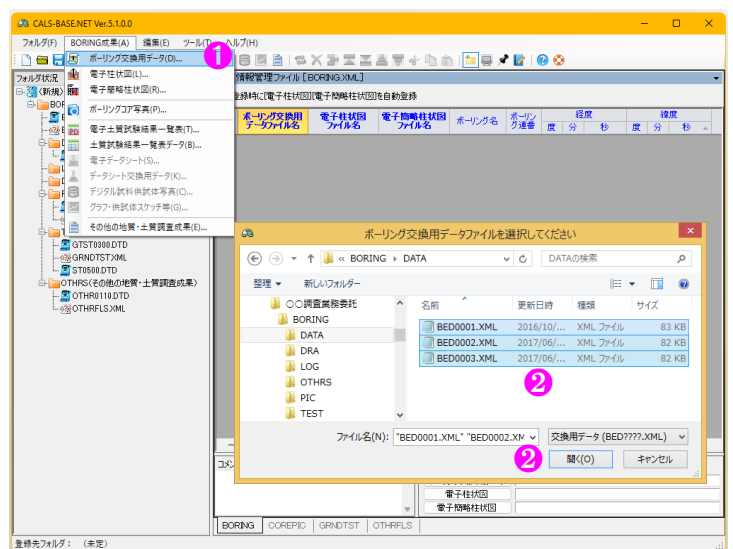 CALS-BASE.NET Ver.5.1.0.0
フォルダ(F) BORING成果(A) 編集(E) ツール(T) ヘルプ(H)
1
ボーリング交換用データ(D)...
電子柱状図(L)...
電子簡略柱状図(R)...
ボーリングコア写真(P)...
電子土質試験結果一覧表(T)...
土質試験結果一覧表データ(B)...
電子データシート(S)...
データシート交換用データ(K)...
デジタル試料供試体写真(C)...
グラフ・供試体スケッチ等(G)...
その他の地質・土質調査成果(E)...
フォルダ状況
(新規)
BOR
GTST0300.DTD
GRNDTST.XML
ST0500.DTD
OTHRS(その他の地質・土質調査成果)
OTHR0110.DTD
OTHRFLS.XML
情報管理ファイル [BORING.XML]
登録時に[電子柱状図][電子簡略柱状図]を自動登録
ボーリング交換用データファイル名 電子柱状図ファイル名 電子簡略柱状図ファイル名 ボーリング名 ボーリング連番 経度 緯度
度 分 秒 度 分 秒
ボーリング交換用データファイルを選択してください
« BORING DATA DATAの検索
整理 新しいフォルダー
○○調査業務委託
BORING
DATA
DRA
LOG
OTHRS
PIC
TEST
名前 更新日時 種類 サイズ
BED0001.XML 2016/10/... XML ファイル 83 KB
BED0002.XML 2017/06/... XML ファイル 82 KB
BED0003.XML 2017/06/... XML ファイル 82 KB
2
ファイル名(N): "BED0001.XML" "BED0002.XM 交換用データ (BED????.XML)
2
開く(O) キャンセル
電子柱状図
電子簡略柱状図
BORING COREPIC GRNDTST OTHRFLS
登録先フォルダ： (未定)